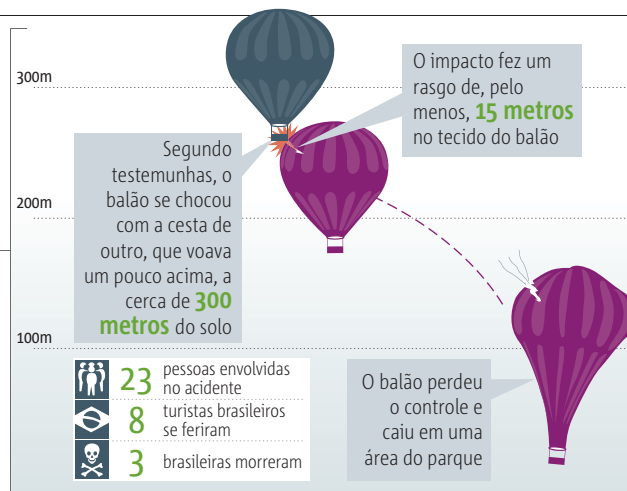 300m
O impacto fez um
rasgo de, pelo
menos, 15 metros
no tecido do balão
Segundo
testemunhas, o
balão se chocou
com a cesta de
outro, que voava
um pouco acima, a
cerca de 300
metros do solo
200m
100m
23 pessoas envolvidas
no acidente
8 turistas brasileiros
se feriram
3 brasileiras morreram
O balão perdeu
o controle e
caiu em uma
área do parque